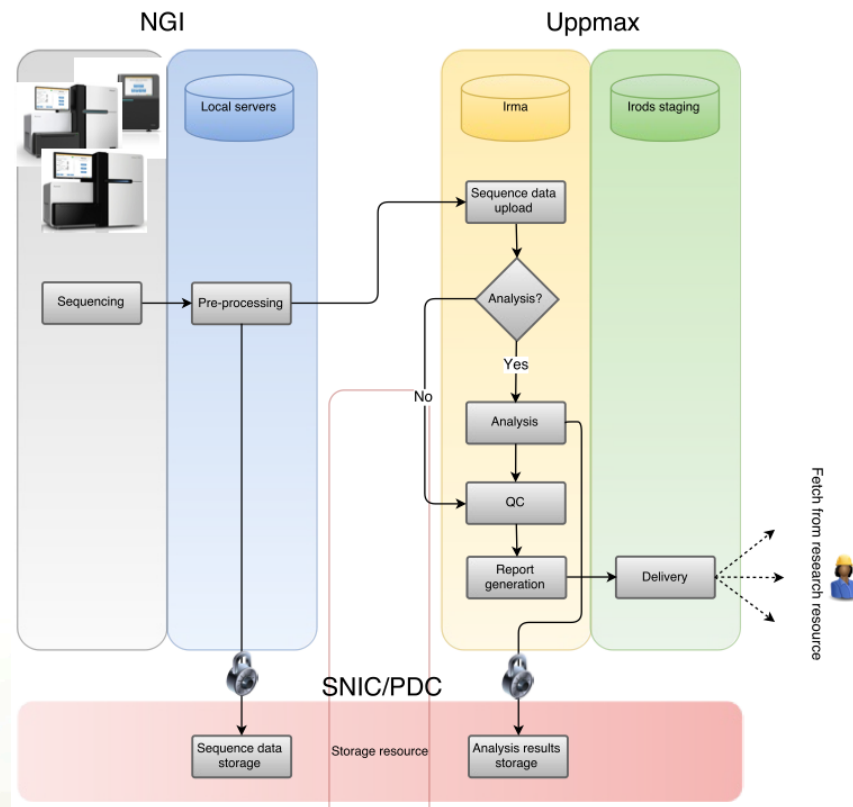 NGI
Uppmax
Local servers
Irma
Irods staging
Sequence data
upload
Sequencing
Pre-processing
Analysis?
Yes
No
Analysis
QC
Report
generation
Delivery
Fetch from research resource
SNIC/PDC
Sequence data
storage
Storage resource
Analysis results
storage